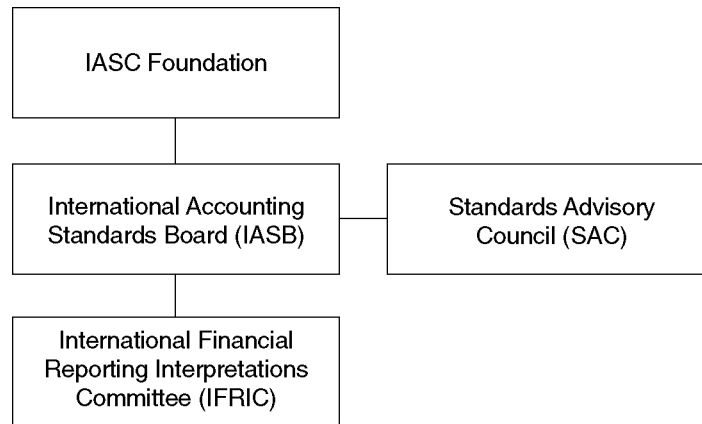 IASC Foundation
International Accounting
Standards Board (IASB)
Standards Advisory
Council (SAC)
International Financial
Reporting Interpretations
Committee (IFRIC)